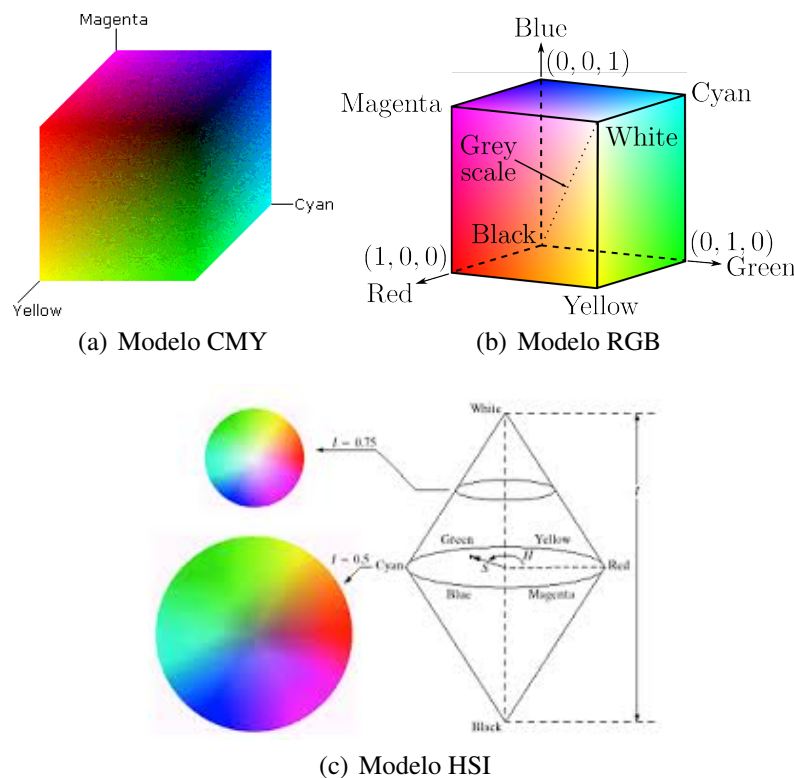 Magenta
Cyan
Yellow
(a) Modelo CMY
Blue
(0, 0, 1)
Magenta
Cyan
White
Grey
scale
Black
(1, 0, 0)
(0, 1, 0)
Red
Green
Yellow
(b) Modelo RGB
White
I = 0.75
I
Green
Yellow
I = 0.5
Cyan
H
S
Red
Blue
Magenta
Black
(c) Modelo HSI